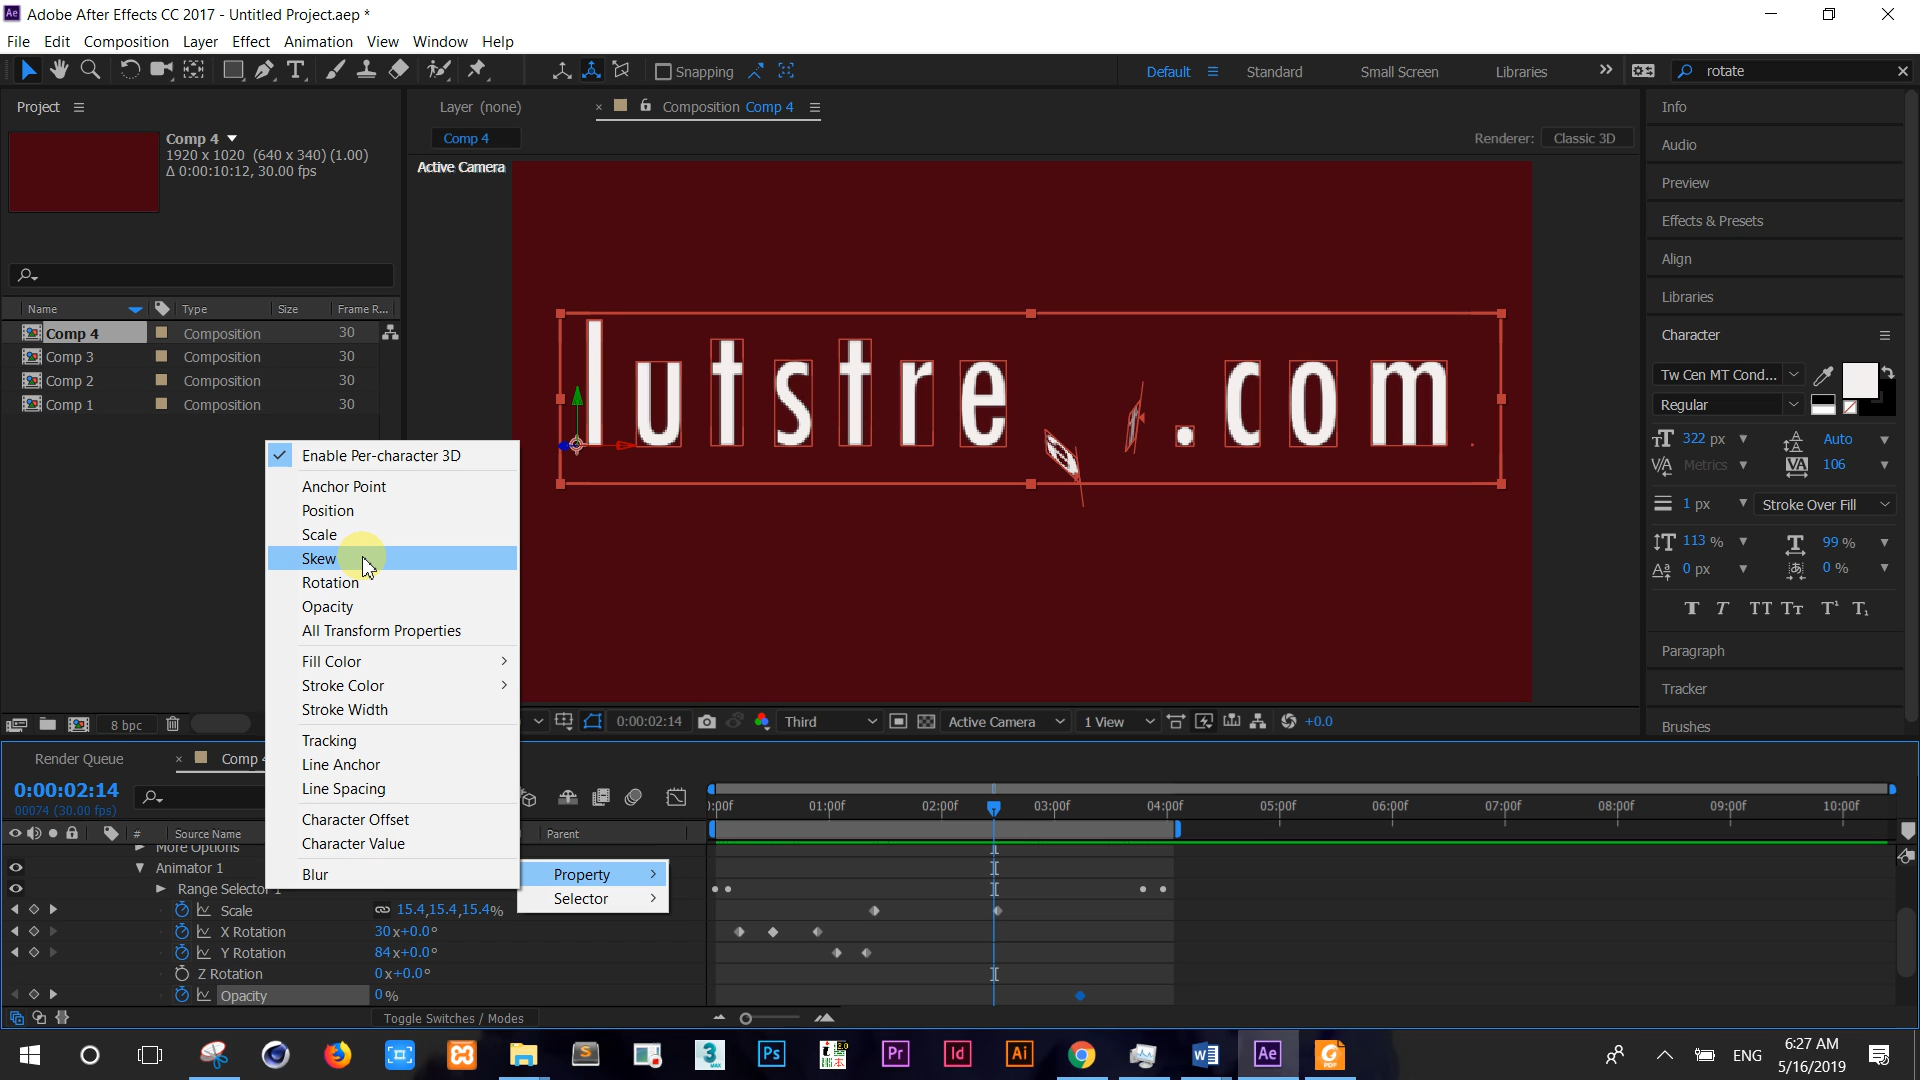 Adobe After Effects CC 2017 - Untitled Project.aep *
File Edit Composition Layer Effect Animation View Window Help
Snapping Default Standard Small Screen Libraries rotate
Project
Layer (none) Composition Comp 4
Comp 4
Renderer: Classic 3D
Comp 4
1920 x 1020 (640 x 340) (1.00)
Δ 0:00:10:12, 30.00 fps
Active Camera
Name Type Size Frame R...
Comp 4 Composition 30
Comp 3 Composition 30
Comp 2 Composition 30
Comp 1 Composition 30
lutstre . com
Info
Audio
Preview
Effects & Presets
Align
Libraries
Character
Tw Cen MT Cond...
Regular
322 px Auto
Metrics 106
1 px Stroke Over Fill
113 % 99 %
0 px 0 %
Paragraph
Tracker
Brushes
Enable Per-character 3D
Anchor Point
Position
Scale
Skew
Rotation
Opacity
All Transform Properties
Fill Color
Stroke Color
Stroke Width
Tracking
Line Anchor
Line Spacing
Character Offset
Character Value
Blur
Property
Selector
8 bpc
0:00:02:14 Third Active Camera 1 View +0.0
Render Queue Comp 4
0:00:02:14
00074 (30.00 fps)
):00f 01:00f 02:00f 03:00f 04:00f 05:00f 06:00f 07:00f 08:00f 09:00f 10:00f
# Source Name Parent
More Options
Animator 1
Range Selector 1
Scale 15.4,15.4,15.4%
X Rotation 30x+0.0°
Y Rotation 84x+0.0°
Z Rotation 0x+0.0°
Opacity 0%
Toggle Switches / Modes
ENG 6:27 AM
5/16/2019